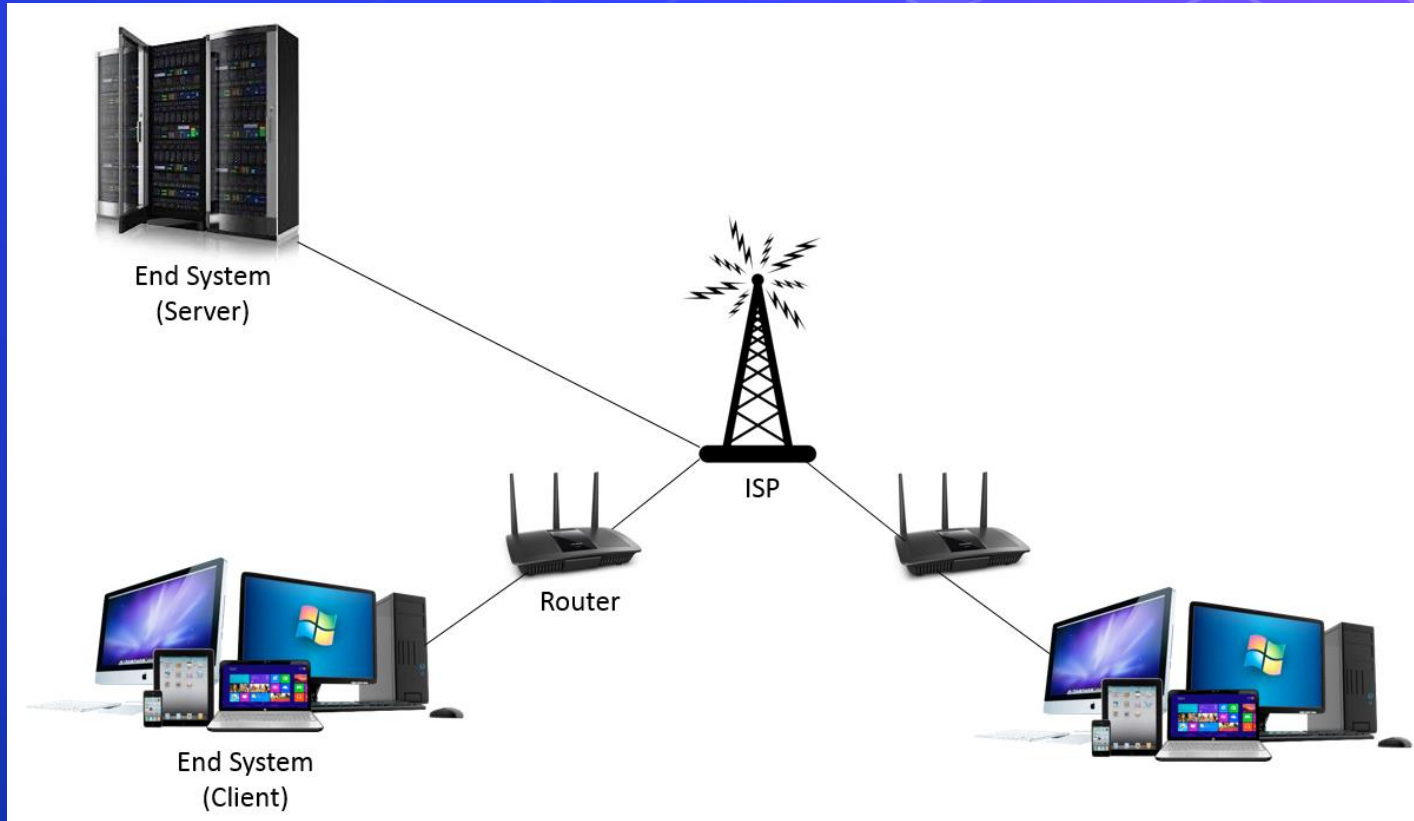 End System
(Server)
ISP
Router
End System
(Client)